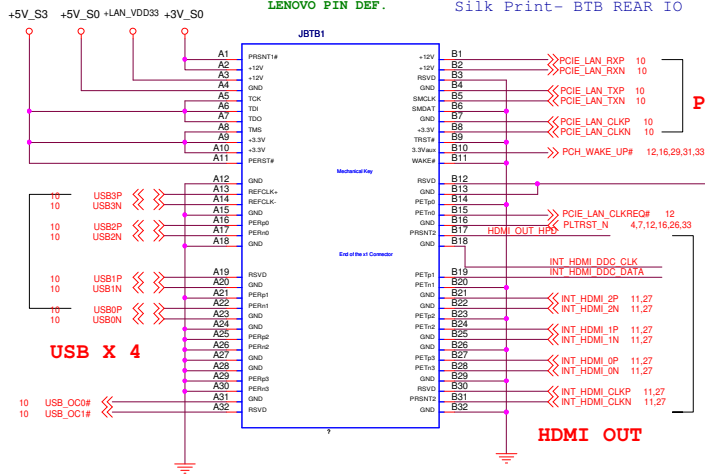 LENOVO PIN DEF.
Silk Print- BTB REAR IO
+5V_S3 +5V_S0 +LAN_VDD33 +3V_S0
JBTB1
A1 PRSNT1# +12V B1 PCIE_LAN_RXP 10
A2 +12V +12V B2 PCIE_LAN_RXN 10
A3 +12V RSVD B3
A4 GND GND B4 PCIE_LAN_TXP 10
A5 TCK SMCLK B5 PCIE_LAN_TXN 10
A6 TDI SMDAT B6
A7 TDO GND B7 PCIE_LAN_CLKP 10
A8 TMS +3.3V B8 PCIE_LAN_CLKN 10
A9 +3.3V TRST# B9
A10 +3.3V 3.3Vaux B10 PCH_WAKE_UP# 12,16,29,31,33
A11 PERST# WAKE# B11
P
Mechanical Key
A12 GND RSVD B12
10 USB3P A13 REFCLK+ GND B13
10 USB3N A14 REFCLK- PETp0 B14
A15 GND PETn0 B15 PCIE_LAN_CLKREQ# 12
10 USB2P A16 PERp0 GND B16 PLTRST_N 4,7,12,16,26,33
10 USB2N A17 PERn0 PRSNT2 B17 HDMI_OUT_HPD
A18 GND GND B18
End of the x1 Connector
INT_HDMI_DDC_CLK
10 USB1P A19 RSVD PETp1 B19 INT_HDMI_DDC_DATA
10 USB1N A20 GND PETn1 B20
A21 PERp1 GND B21 INT_HDMI_2P 11,27
10 USB0P A22 PERn1 GND B22 INT_HDMI_2N 11,27
10 USB0N A23 GND PETp2 B23
A24 GND PETn2 B24 INT_HDMI_1P 11,27
A25 PERp2 GND B25 INT_HDMI_1N 11,27
A26 PERn2 GND B26
A27 GND PETp3 B27 INT_HDMI_0P 11,27
A28 GND PETn3 B28 INT_HDMI_0N 11,27
A29 PERp3 GND B29
A30 PERn3 RSVD B30 INT_HDMI_CLKP 11,27
10 USB_OC0# A31 GND PRSNT2 B31 INT_HDMI_CLKN 11,27
10 USB_OC1# A32 RSVD GND B32
USB X 4
HDMI OUT
?